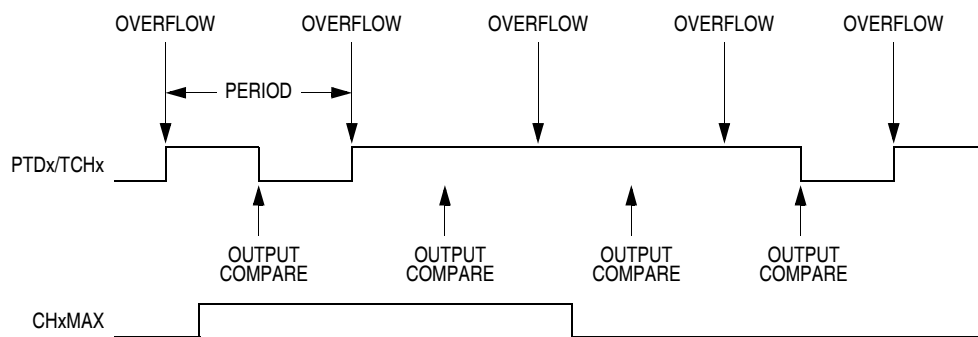 OVERFLOW OVERFLOW OVERFLOW OVERFLOW OVERFLOW
PERIOD
PTDx/TCHx
OUTPUT COMPARE
OUTPUT COMPARE
OUTPUT COMPARE
OUTPUT COMPARE
CHxMAX